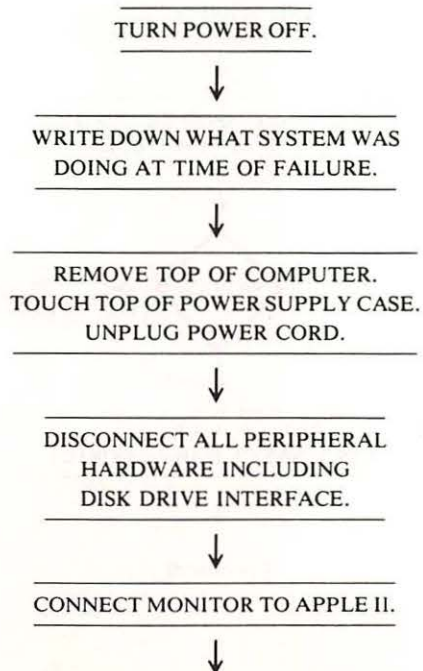 TURN POWER OFF.
WRITE DOWN WHAT SYSTEM WAS
DOING AT TIME OF FAILURE.
REMOVE TOP OF COMPUTER.
TOUCH TOP OF POWER SUPPLY CASE.
UNPLUG POWER CORD.
DISCONNECT ALL PERIPHERAL
HARDWARE INCLUDING
DISK DRIVE INTERFACE.
CONNECT MONITOR TO APPLE II.